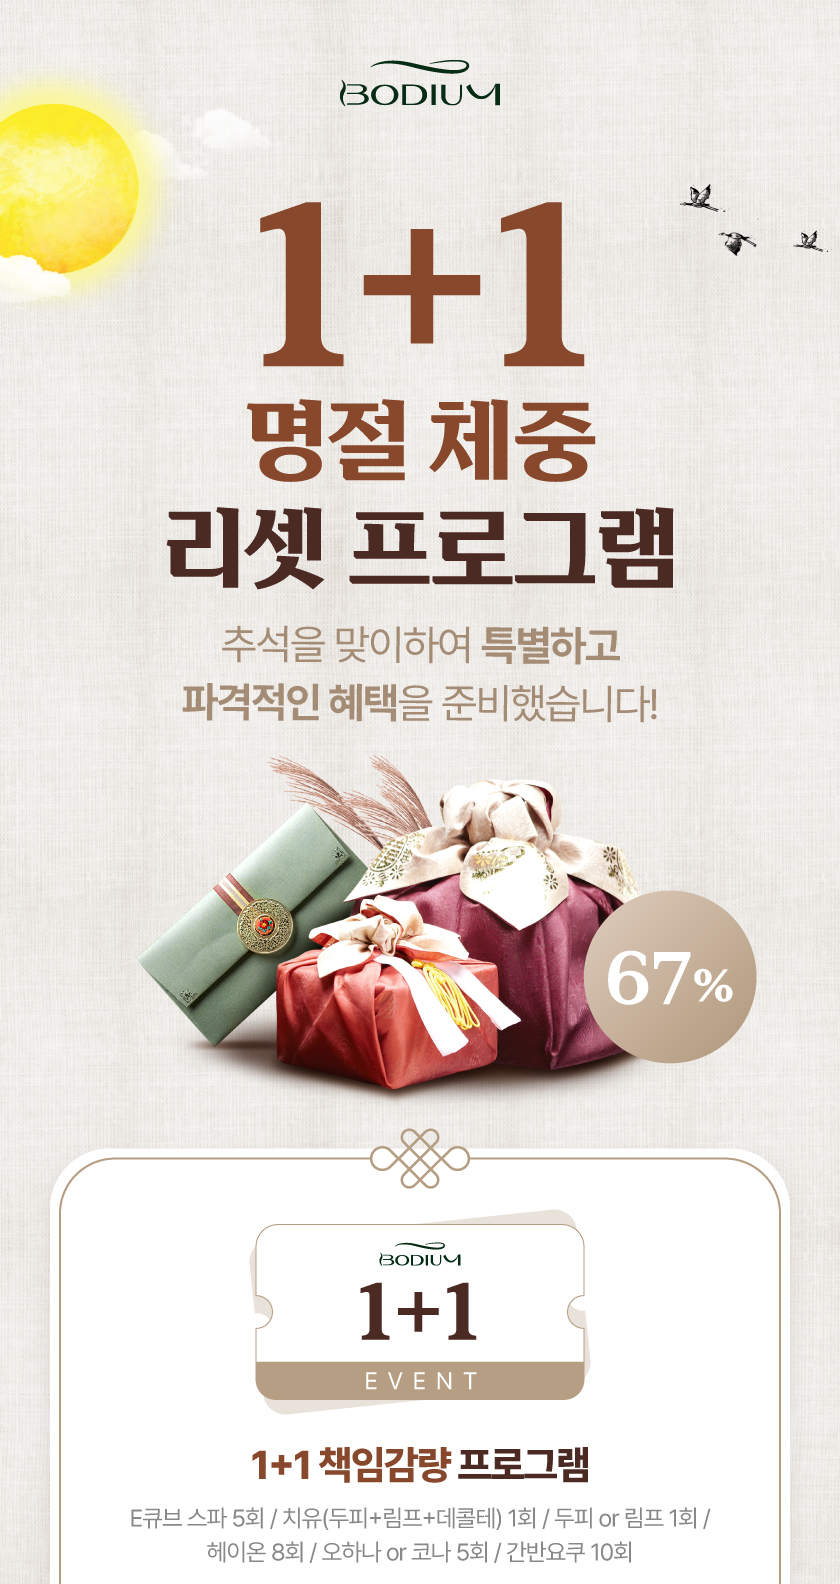 BODIUM
1+1
명절 체중
리셋 프로그램
추석을 맞이하여 특별하고
파격적인 혜택을 준비했습니다!
67%
BODIUM
1+1
EVENT
1+1 책임감량 프로그램
E큐브 스파 5회 / 치유(두피+림프+데콜테) 1회 / 두피 or 림프 1회 /
헤이온 8회 / 오하나 or 코나 5회 / 간반요쿠 10회